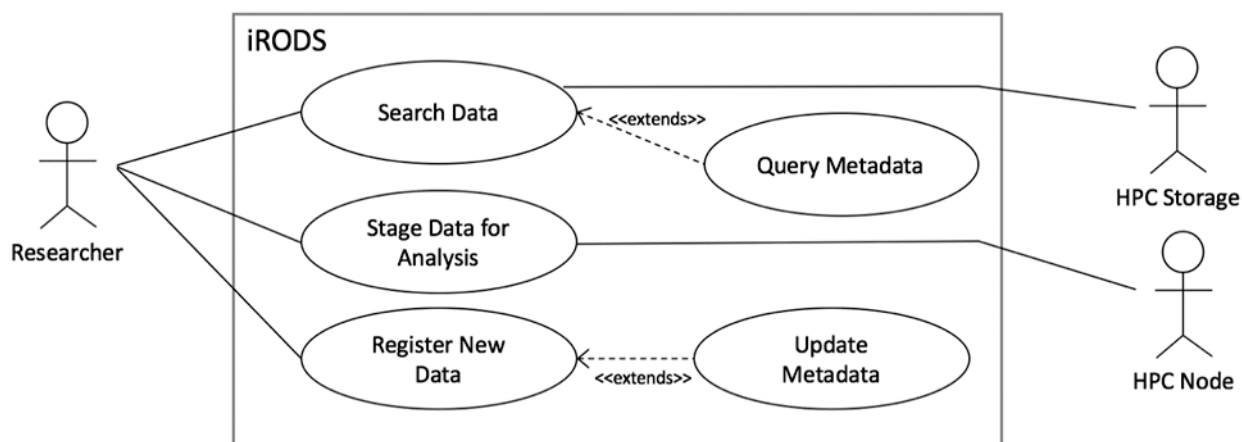 iRODS
Search Data
<<extends>>
Query Metadata
HPC Storage
Researcher
Stage Data for
Analysis
Register New
Data
<<extends>>
Update
Metadata
HPC Node